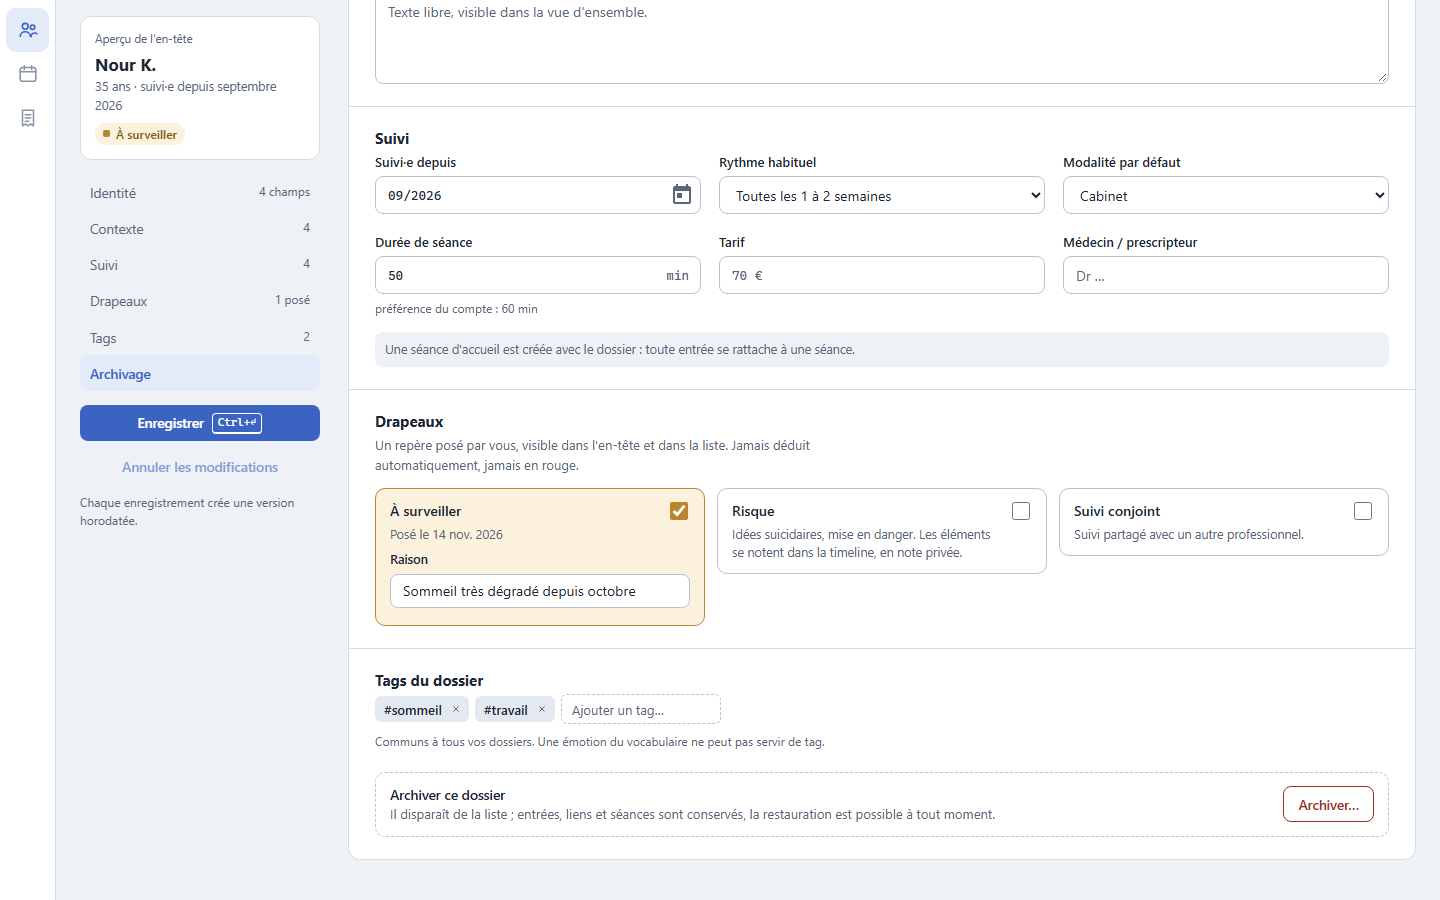 Aperçu de l'en-tête
Nour K.
35 ans · suivi·e depuis septembre
2026
À surveiller
Identité 4 champs
Contexte 4
Suivi 4
Drapeaux 1 posé
Tags 2
Archivage
Enregistrer Ctrl+⏎
Annuler les modifications
Chaque enregistrement crée une version
horodatée.
Texte libre, visible dans la vue d'ensemble.
Suivi
Suivi·e depuis Rythme habituel Modalité par défaut
09/2026 Toutes les 1 à 2 semaines Cabinet
Durée de séance Tarif Médecin / prescripteur
50 min 70 € Dr ...
préférence du compte : 60 min
Une séance d'accueil est créée avec le dossier : toute entrée se rattache à une séance.
Drapeaux
Un repère posé par vous, visible dans l'en-tête et dans la liste. Jamais déduit
automatiquement, jamais en rouge.
À surveiller
Posé le 14 nov. 2026
Raison
Sommeil très dégradé depuis octobre
Risque
Idées suicidaires, mise en danger. Les éléments
se notent dans la timeline, en note privée.
Suivi conjoint
Suivi partagé avec un autre professionnel.
Tags du dossier
#sommeil × #travail × Ajouter un tag...
Communs à tous vos dossiers. Une émotion du vocabulaire ne peut pas servir de tag.
Archiver ce dossier
Il disparaît de la liste ; entrées, liens et séances sont conservés, la restauration est possible à tout moment.
Archiver...